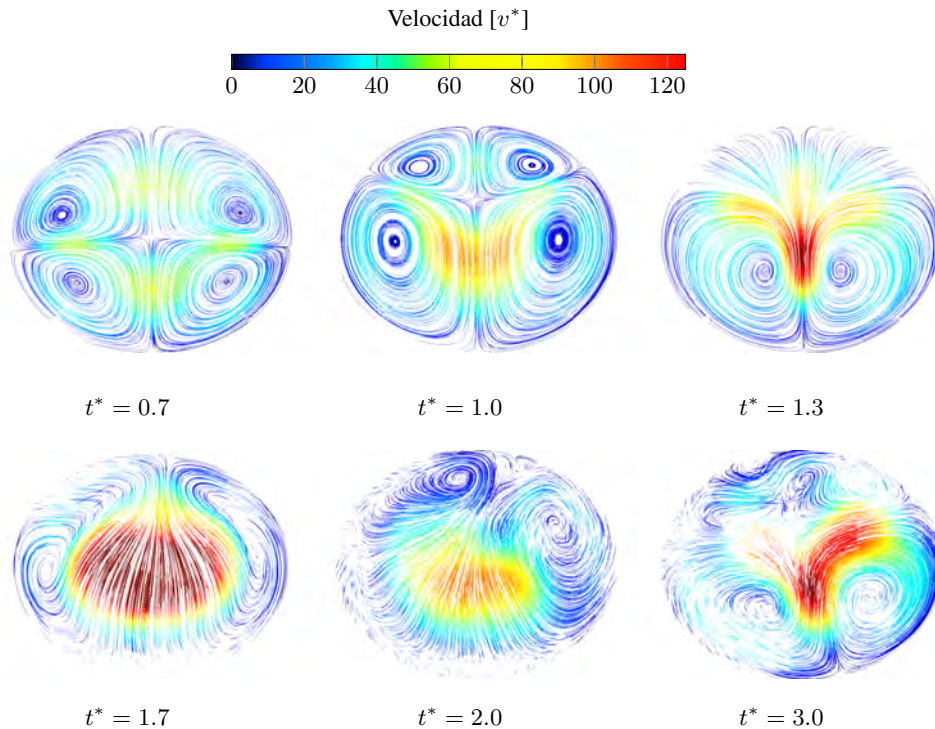 Velocidad [v*]
0 20 40 60 80 100 120
t* = 0.7 t* = 1.0 t* = 1.3
t* = 1.7 t* = 2.0 t* = 3.0